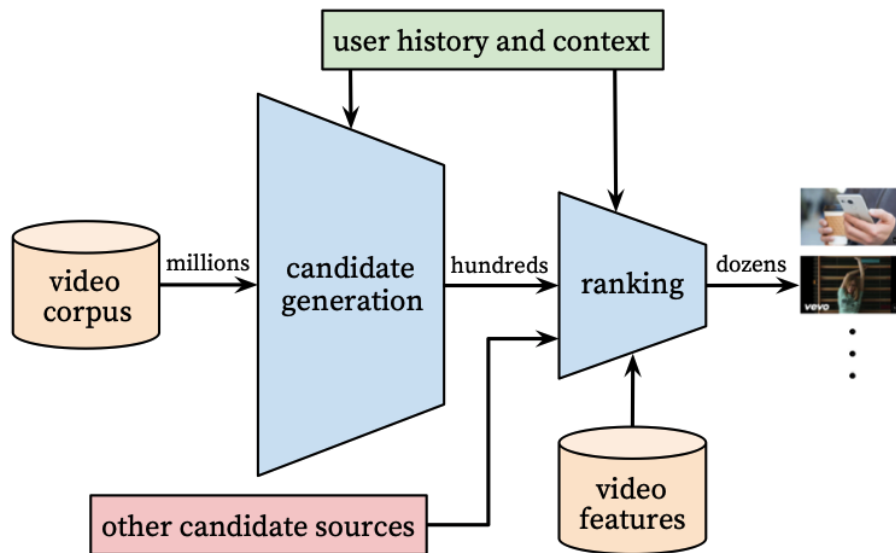 user history and context
video
corpus
millions
candidate
generation
hundreds
ranking
dozens
vevo
other candidate sources
video
features